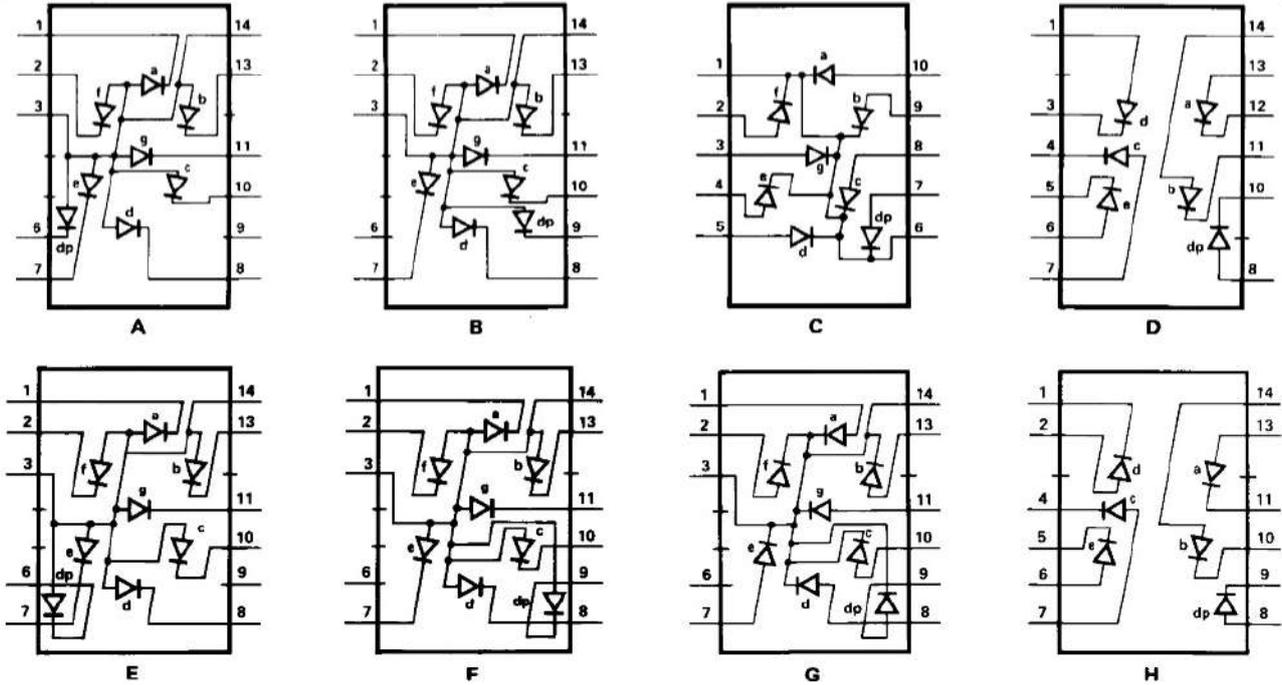 1 14
2 a 13
f b
3
g 11
e c
10
d
6 dp 9
7 8
A
1 14
2 a 13
f b
3
g 11
e c
10
dp
6 d 9
7 8
B
1 a 10
f b
2 9
3 g 8
e c
4 7
dp
5 d 6
C
1 14
13
a
3 d 12
4 c 11
5 e b
10
6 dp
7 8
D
1 14
2 a 13
f b
3
g 11
e c 10
dp
6 d 9
7 8
E
1 14
2 a 13
f b
3
g 11
e c 10
6 d 9
dp
7 8
F
1 14
2 a 13
f b
3
g 11
e c 10
6 d 9
dp
7 8
G
1 14
2 13
d a
4 c 11
5 e b 10
6 9
dp
7 8
H